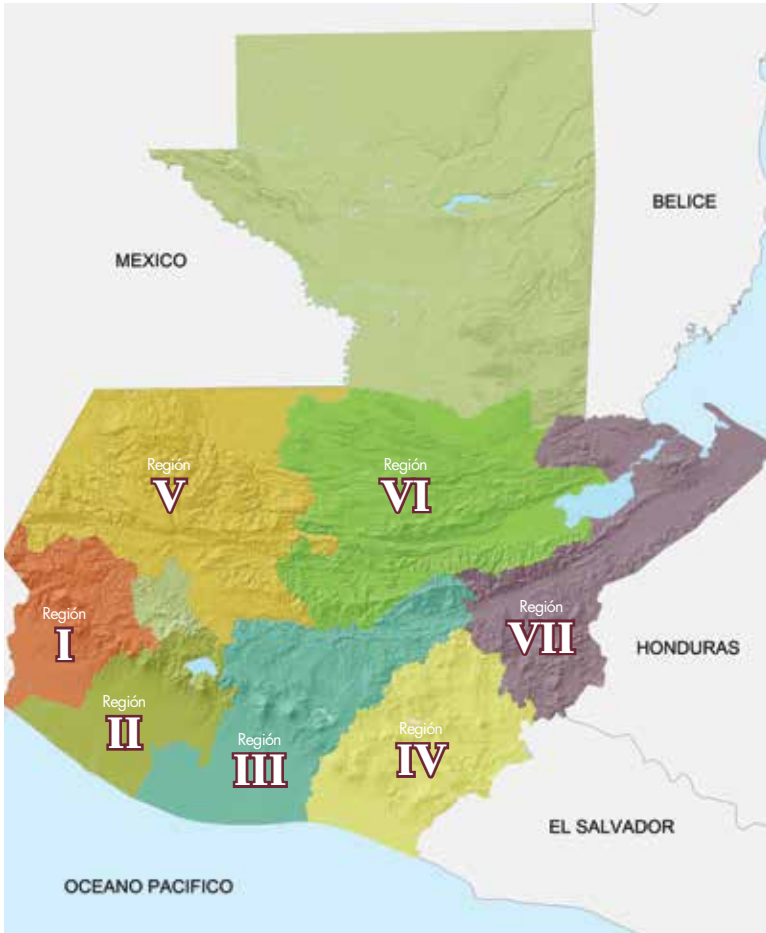 BELICE
MEXICO
Región
V
Región
VI
Región
I
Región
VII
HONDURAS
Región
II
Región
III
Región
IV
EL SALVADOR
OCEANO PACIFICO